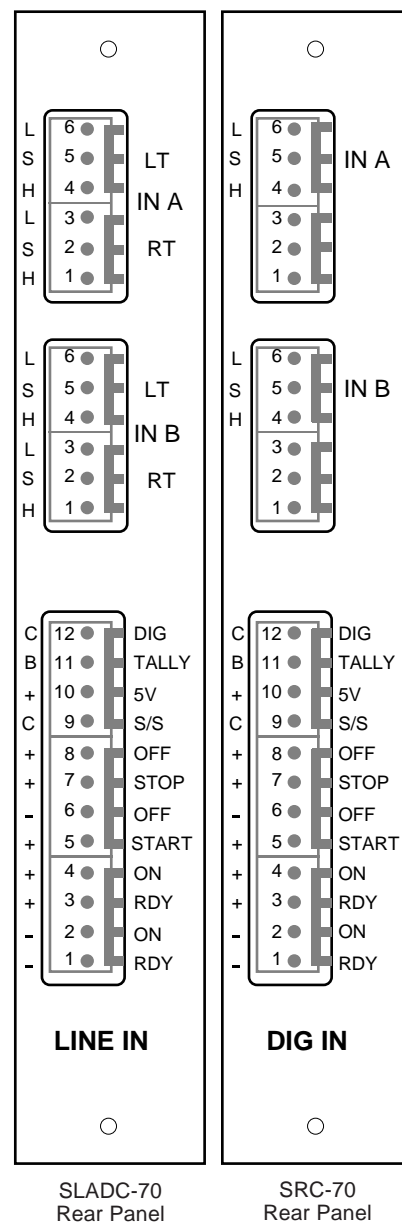 L 6
S 5 LT
H 4
IN A
L 3
S 2 RT
H 1
L 6
S 5 LT
H 4
IN B
L 3
S 2 RT
H 1
C 12 DIG
B 11 TALLY
+ 10 5V
C 9 S/S
+ 8 OFF
+ 7 STOP
- 6 OFF
+ 5 START
+ 4 ON
+ 3 RDY
- 2 ON
- 1 RDY
LINE IN
SLADC-70
Rear Panel
L 6
S 5 IN A
H 4
3
2
1
L 6
S 5 IN B
H 4
3
2
1
C 12 DIG
B 11 TALLY
+ 10 5V
C 9 S/S
+ 8 OFF
+ 7 STOP
- 6 OFF
+ 5 START
+ 4 ON
+ 3 RDY
- 2 ON
- 1 RDY
DIG IN
SRC-70
Rear Panel